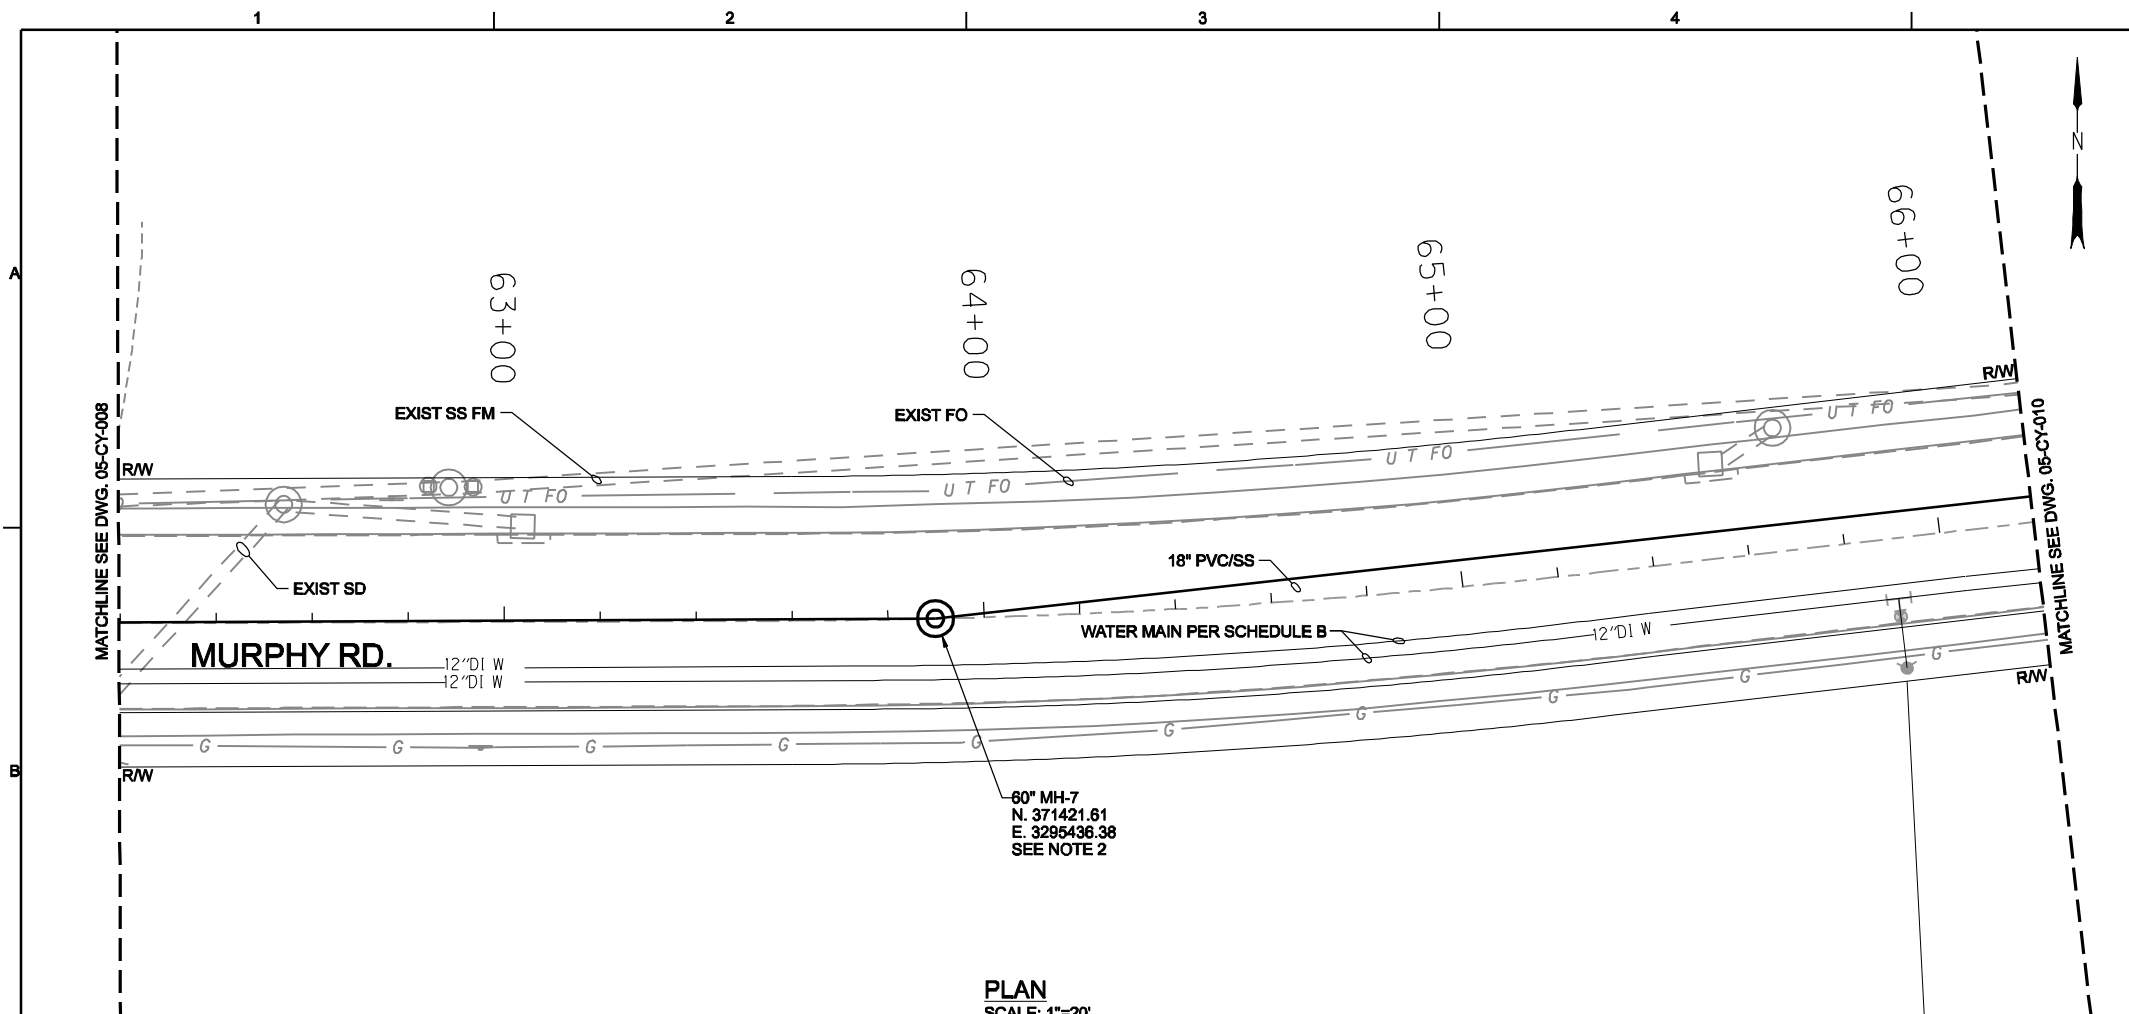 1
2
3
4
N
A
63+00
64+00
65+00
66+00
EXIST SS FM
EXIST FO
R/W
R/W
U T FO
U T FO
U T FO
U T FO
MATCHLINE SEE DWG. 05-CY-008
MATCHLINE SEE DWG. 05-CY-010
18" PVC/SS
EXIST SD
WATER MAIN PER SCHEDULE B
12"DI W
MURPHY RD.
12"DI W
12"DI W
R/W
G
G
G
G
G
G
G
G
G
G
B
R/W
60" MH-7
N. 371421.61
E. 3295436.38
SEE NOTE 2
PLAN
SCALE: 1"=20'